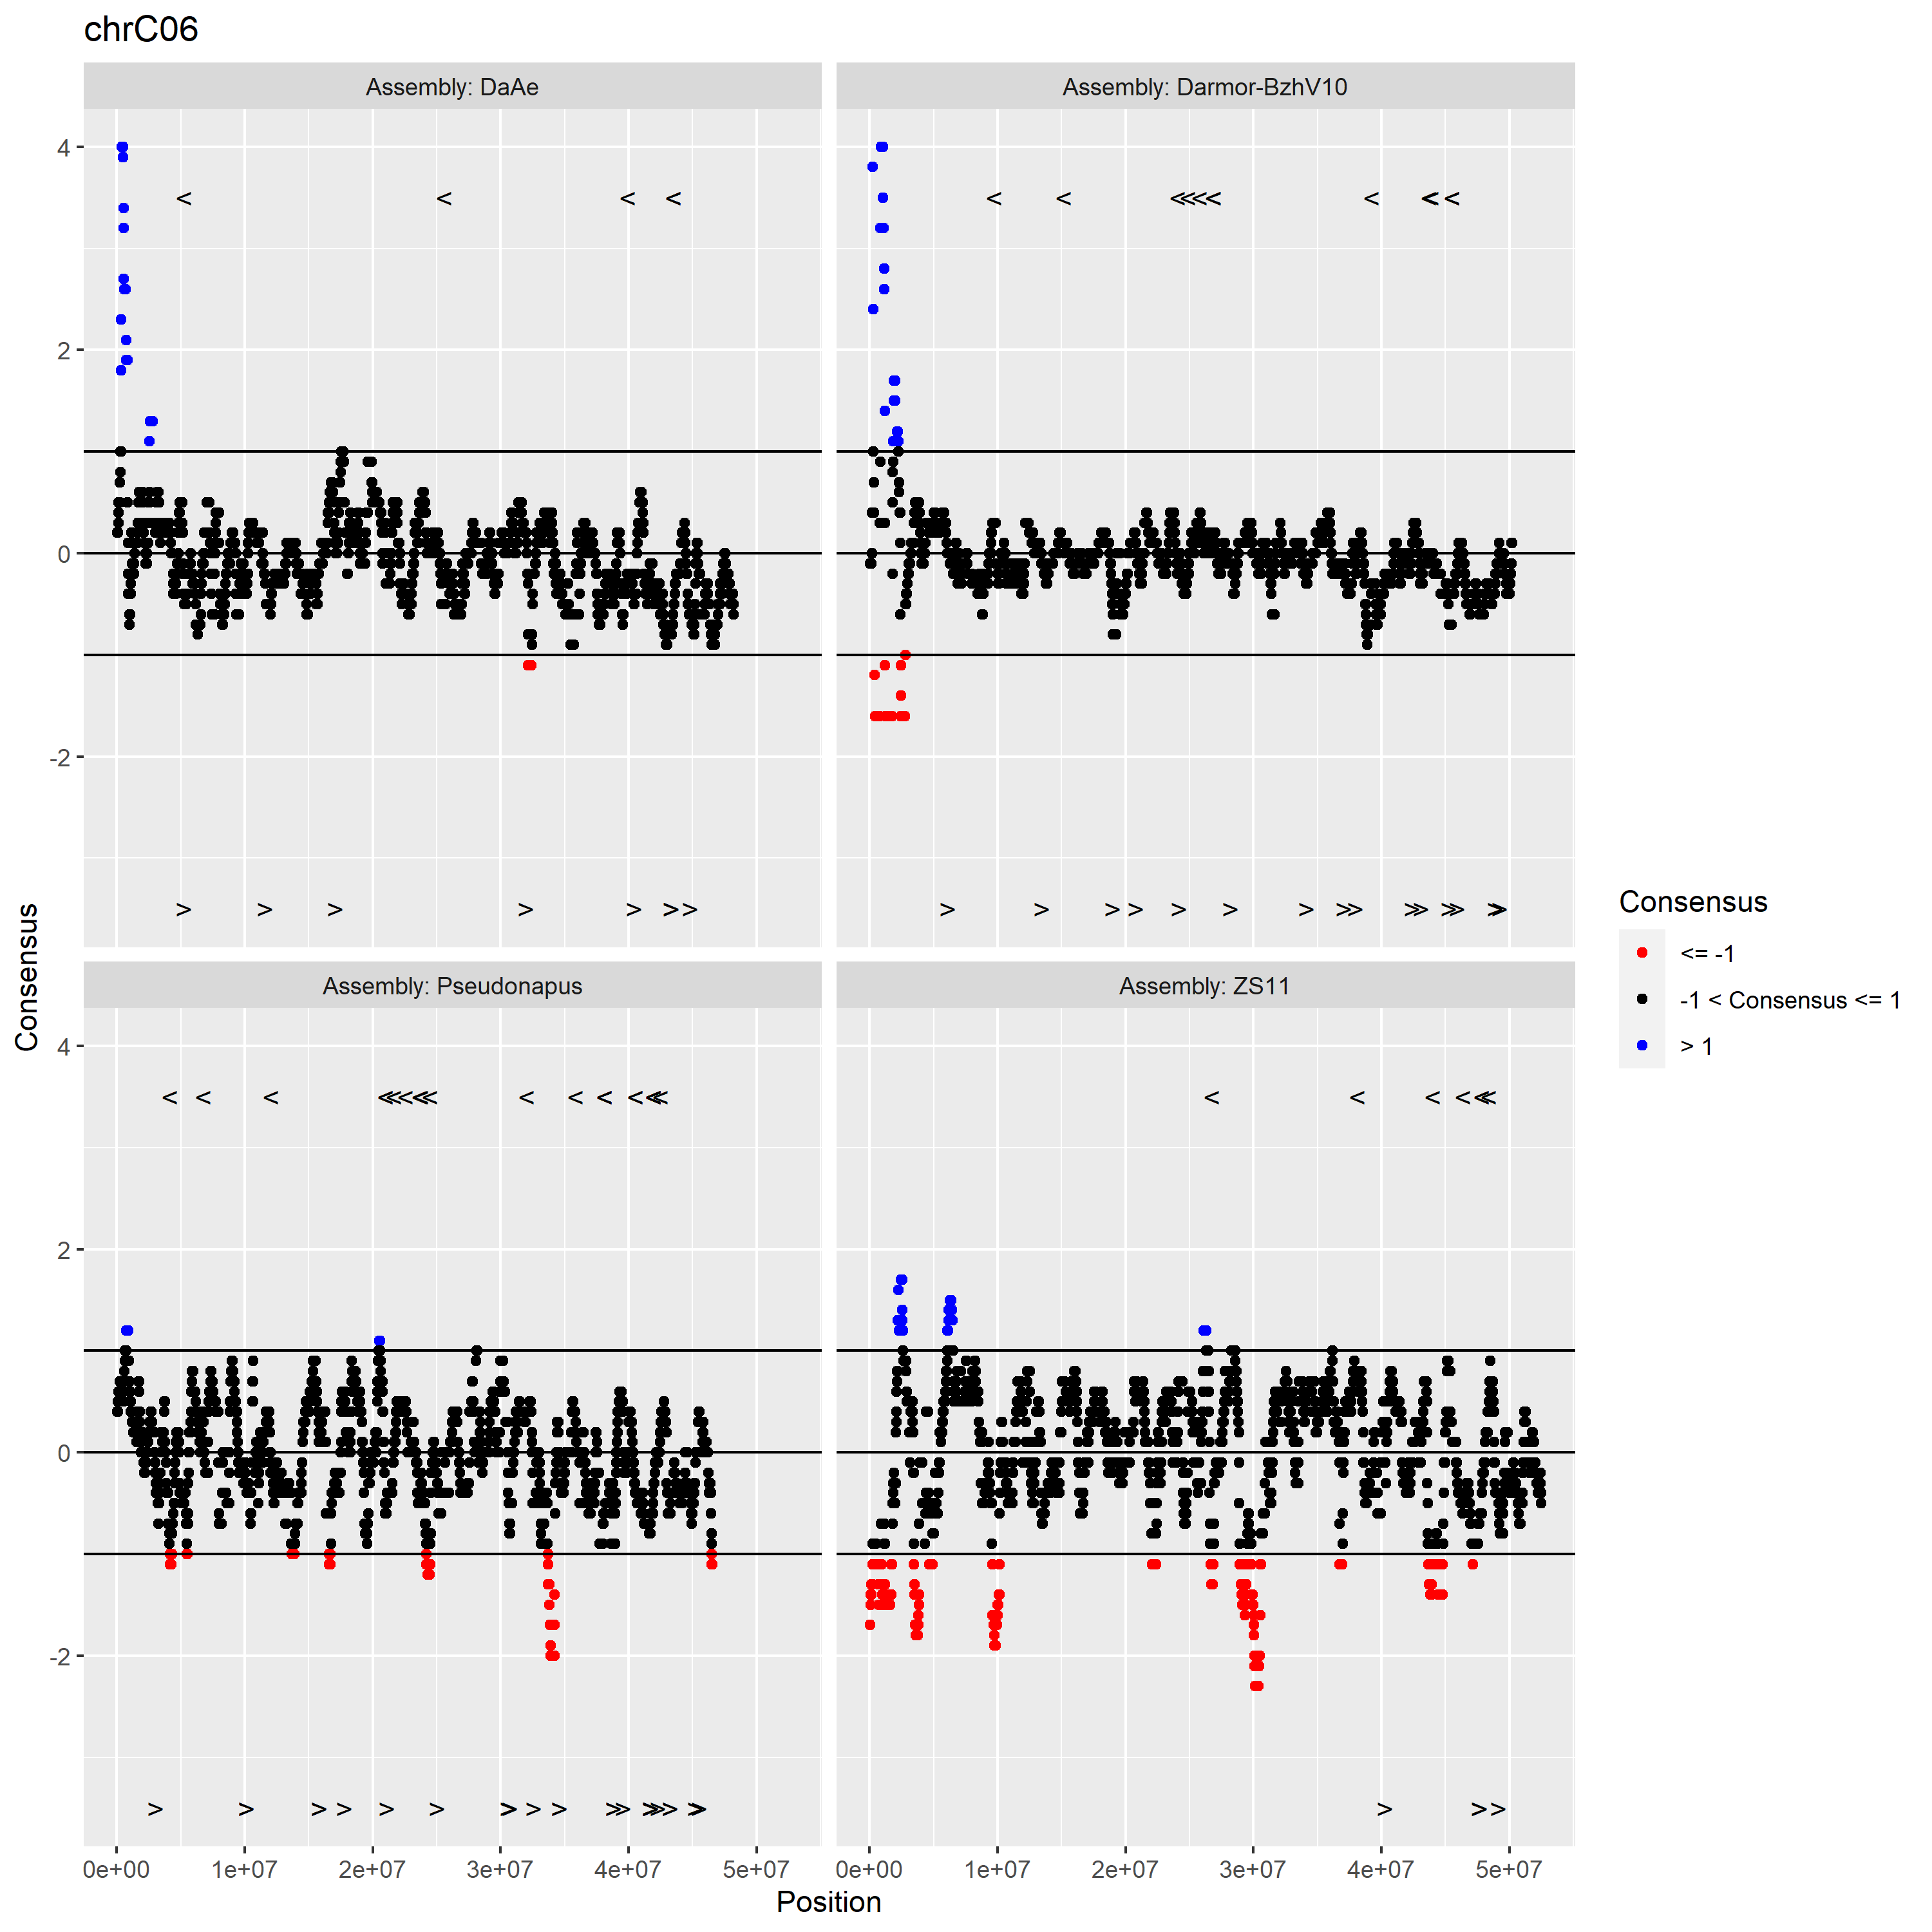 chrC06
Assembly: DaAe
Assembly: Darmor-BzhV10
4
2
0
-2
< < < <
< < < < < < < < < <
> > > > > > >
> > > > > > > > > > > > > > >
Consensus
Assembly: Pseudonapus
Assembly: ZS11
4
2
0
-2
< < < < < < < < < < < < < <
< < < < < <
> > > > > > > > > > > > > > > > >
> > >
0e+00 1e+07 2e+07 3e+07 4e+07 5e+07
0e+00 1e+07 2e+07 3e+07 4e+07 5e+07
Position
Consensus
<= -1
-1 < Consensus <= 1
> 1